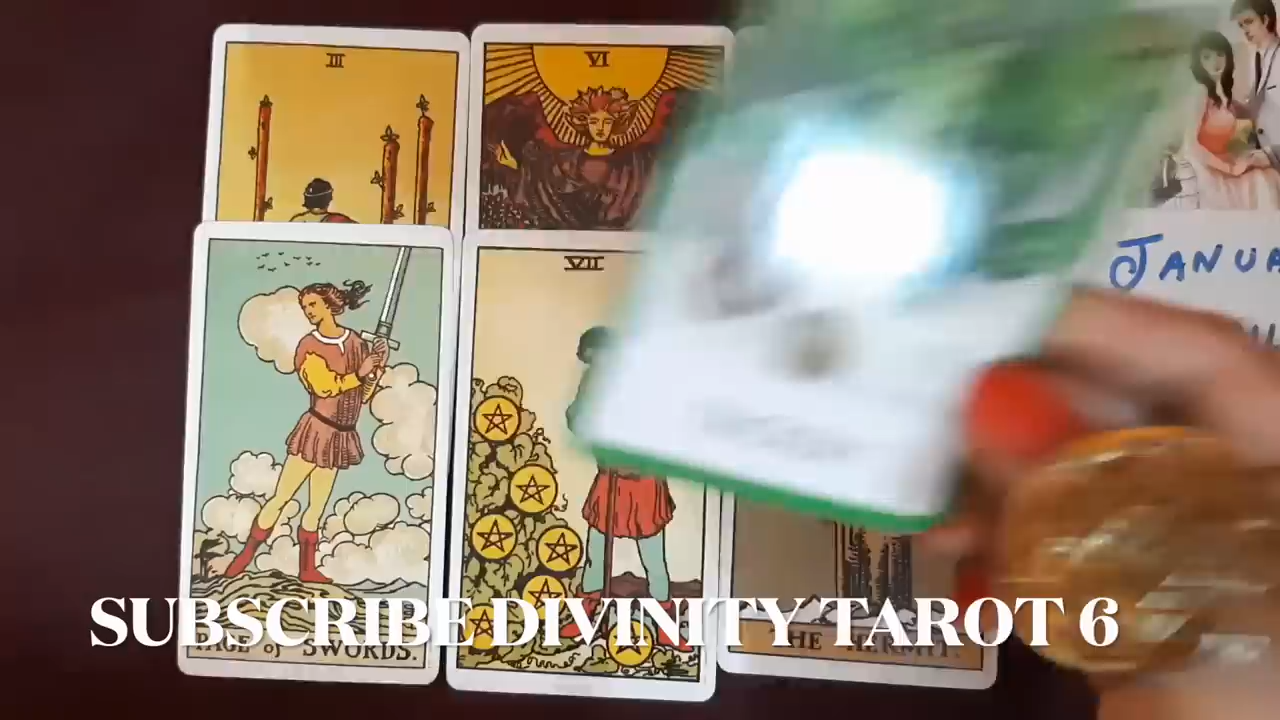 III
VI
JANUA
VII
SUBSCRIBE DIVINITY TAROT 6
PAGE of SWORDS.
THE HERMIT.